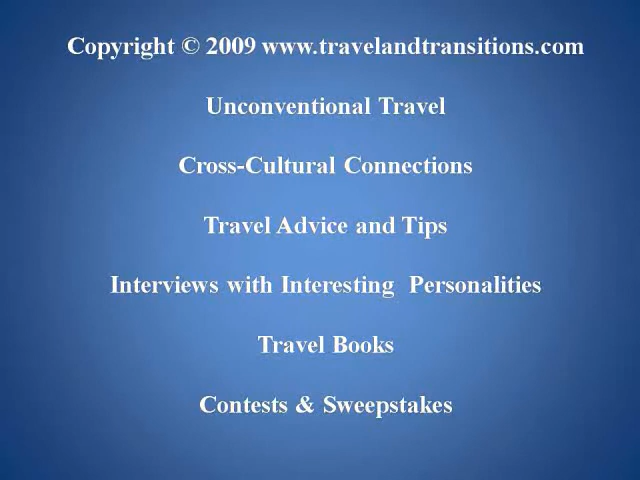 Copyright © 2009 www.travelandtransitions.com
Unconventional Travel
Cross-Cultural Connections
Travel Advice and Tips
Interviews with Interesting  Personalities
Travel Books
Contests & Sweepstakes